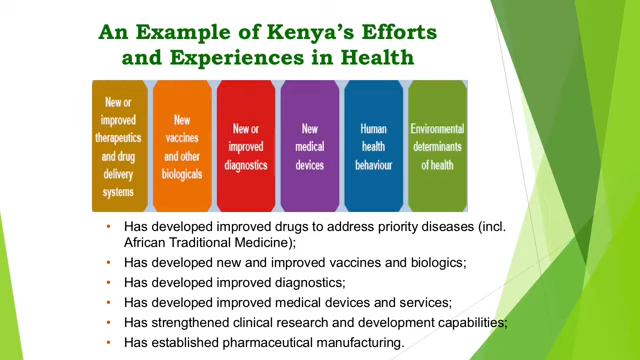 An Example of Kenya's Efforts
and Experiences in Health
New or
improved
therapeutics
and drug
delivery
systems
New
vaccines
and other
biologicals
New or
improved
diagnostics
New
medical
devices
Human
health
behaviour
Environmental
determinants
of health
• Has developed improved drugs to address priority diseases (incl.
African Traditional Medicine);
• Has developed new and improved vaccines and biologics;
• Has developed improved diagnostics;
• Has developed improved medical devices and services;
• Has strengthened clinical research and development capabilities;
• Has established pharmaceutical manufacturing.